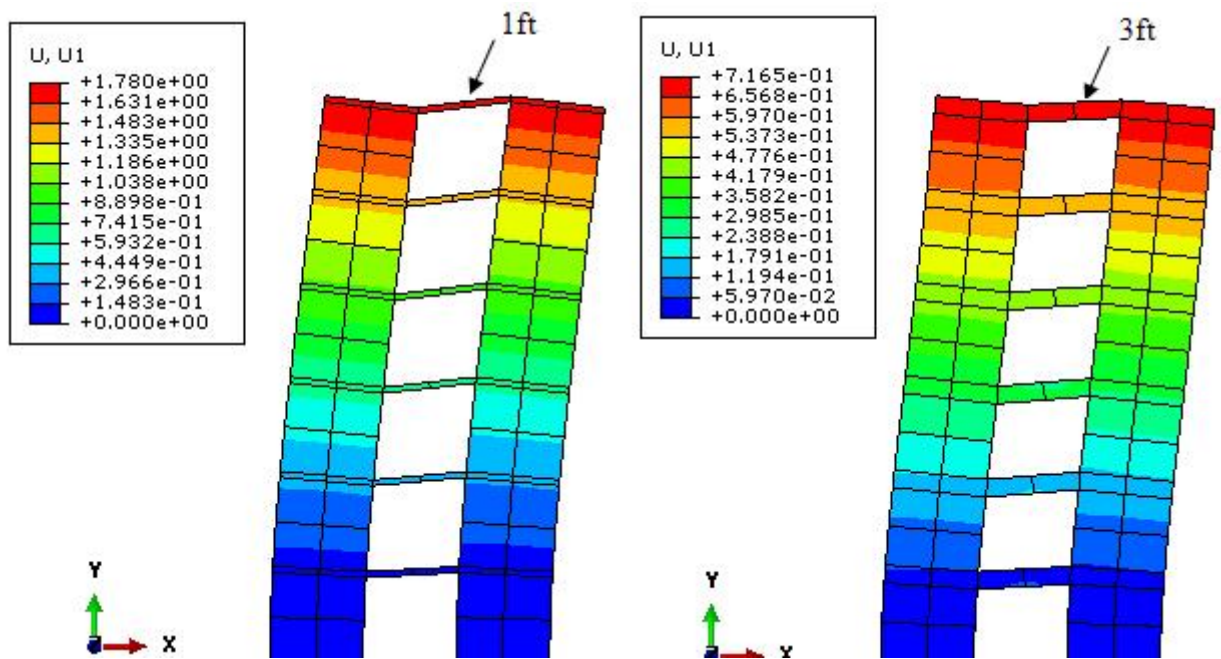 1ft
U, U1
+1.780e+00
+1.631e+00
+1.483e+00
+1.335e+00
+1.186e+00
+1.038e+00
+8.898e-01
+7.415e-01
+5.932e-01
+4.449e-01
+2.966e-01
+1.483e-01
+0.000e+00
Y
X
3ft
U, U1
+7.165e-01
+6.568e-01
+5.970e-01
+5.373e-01
+4.776e-01
+4.179e-01
+3.582e-01
+2.985e-01
+2.388e-01
+1.791e-01
+1.194e-01
+5.970e-02
+0.000e+00
Y
X